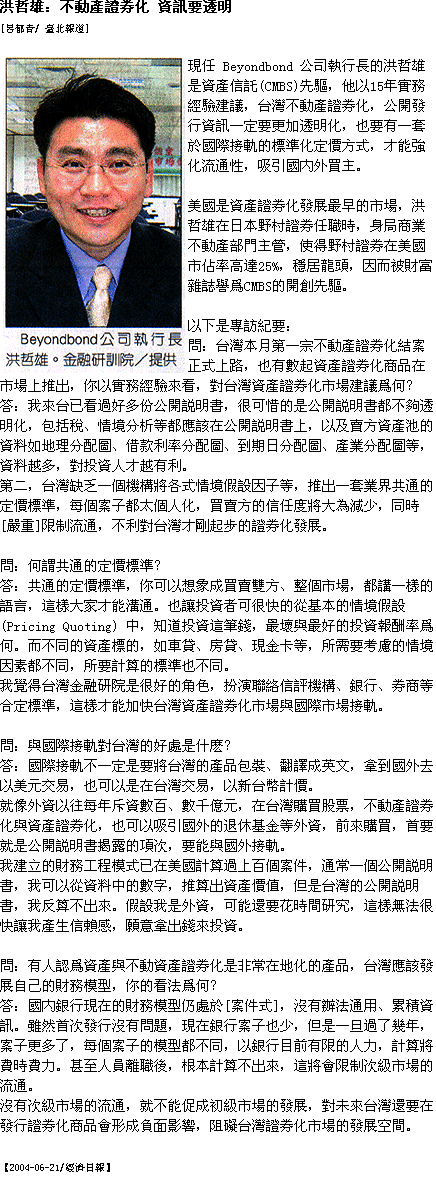 洪哲雄：不動產證券化 資訊要透明
[呂郁青/ 臺北報道]
現任 Beyondbond 公司執行長的洪哲雄
是資產信託(CMBS)先驅，他以15年實務
經驗建議，台灣不動產證券化，公開發
行資訊一定要更加透明化，也要有一套
於國際接軌的標準化定價方式，才能強
化流通性，吸引國內外買主。
美國是資產證券化發展最早的市場，洪
哲雄在日本野村證券任職時，身局商業
不動產部門主管，使得野村證券在美國
市佔率高達25%，穩居龍頭，因而被財富
雜誌譽爲CMBS的開創先驅。
Beyondbond公司執行長
洪哲雄。金融研訓院／提供
以下是專訪紀要：
問：台灣本月第一宗不動產證券化結案
正式上路，也有數起資產證券化商品在
市場上推出，你以實務經驗來看，對台灣資產證券化市場建議爲何？
答：我來台已看過好多份公開説明書，很可惜的是公開説明書都不夠透
明化，包括稅、情境分析等都應該在公開說明書上，以及賣方資產池的
資料如地理分配圖、借款利率分配圖、到期日分配圖、產業分配圖等，
資料越多，對投資人才越有利。
第二，台灣缺乏一個機構將各式情境假設因子等，推出一套業界共通的
定價標準，每個案子都太個人化，買賣方的信任度將大為減少，同時
[嚴重]限制流通，不利對台灣才剛起步的證券化發展。
問：何謂共通的定價標準？
答：共通的定價標準，你可以想象成買賣雙方、整個市場，都講一樣的
語言，這樣大家才能溝通。也讓投資者可很快的從基本的情境假設
(Pricing Quoting) 中，知道投資這筆錢，最壞與最好的投資報酬率爲
何。而不同的資產標的，如車貸、房貸、現金卡等，所需要考慮的情境
因素都不同，所要計算的標準也不同。
我覺得台灣金融研院是很好的角色，扮演聯絡信評機構、銀行、券商等
合定標準，這樣才能加快台灣資產證券化市場與國際市場接軌。
問：與國際接軌對台灣的好處是什麽？
答：國際接軌不一定是要將台灣的產品包裝、翻譯成英文，拿到國外去
以美元交易，也可以是在台灣交易，以新台幣計價。
就像外資以往每年斥資數百、數千億元，在台灣購買股票，不動產證券
化與資產證券化，也可以吸引國外的退休基金等外資，前來購買，首要
就是公開説明書揭露的項次，要能與國外接軌。
我建立的財務工程模式已在美國計算過上百個案件，通常一個公開説明
書，我可以從資料中的數字，推算出資產價值，但是台灣的公開説明
書，我反算不出來。假設我是外資，可能還要花時間研究，這樣無法很
快讓我產生信賴感，願意拿出錢來投資。
問：有人認爲資產與不動資產證券化是非常在地化的產品，台灣應該發
展自己的財務模型，你的看法爲何？
答：國内銀行現在的財務模型仍處於[案件式]，沒有辦法通用、累積資
訊。雖然首次發行沒有問題，現在銀行案子也少，但是一旦過了幾年，
案子更多了，每個案子的模型都不同，以銀行目前有限的人力，計算將
費時費力。甚至人員離職後，根本計算不出來，這將會限制次級市場的
流通。
沒有次級市場的流通，就不能促成初級市場的發展，對未來台灣還要在
發行證券化商品會形成負面影響，阻礙台灣證券化市場的發展空間。
【2004-06-21/經濟日報】